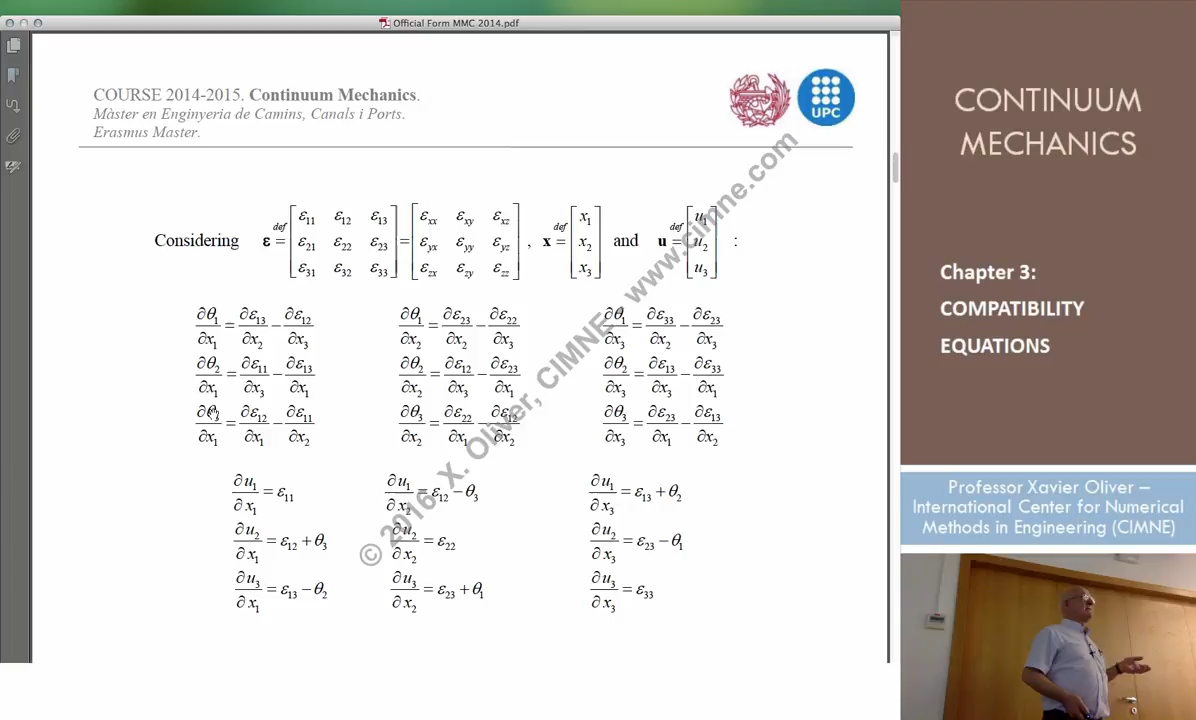 Official Form MMC 2014.pdf
COURSE 2014-2015. Continuum Mechanics.
Màster en Enginyeria de Camins, Canals i Ports.
Erasmus Master.
UPC
Considering ε =def [ε11 ε12 ε13; ε21 ε22 ε23; ε31 ε32 ε33] = [εxx εxy εxz; εyx εyy εyz; εzx εzy εzz] , x =def [x1; x2; x3] and u =def [u1; u2; u3] :
∂θ1/∂x1 = ∂ε13/∂x2 − ∂ε12/∂x3   ∂θ1/∂x2 = ∂ε23/∂x2 − ∂ε22/∂x3   ∂θ1/∂x3 = ∂ε33/∂x2 − ∂ε23/∂x3
∂θ2/∂x1 = ∂ε11/∂x3 − ∂ε13/∂x1   ∂θ2/∂x2 = ∂ε12/∂x3 − ∂ε23/∂x1   ∂θ2/∂x3 = ∂ε13/∂x3 − ∂ε33/∂x1
∂θ3/∂x1 = ∂ε12/∂x1 − ∂ε11/∂x2   ∂θ3/∂x2 = ∂ε22/∂x1 − ∂ε12/∂x2   ∂θ3/∂x3 = ∂ε23/∂x1 − ∂ε13/∂x2
∂u1/∂x1 = ε11   ∂u1/∂x2 = ε12 − θ3   ∂u1/∂x3 = ε13 + θ2
∂u2/∂x1 = ε12 + θ3   ∂u2/∂x2 = ε22   ∂u2/∂x3 = ε23 − θ1
∂u3/∂x1 = ε13 − θ2   ∂u3/∂x2 = ε23 + θ1   ∂u3/∂x3 = ε33
© 2016 X. Oliver, CIMNE - www.cimne.com
CONTINUUM
MECHANICS
Chapter 3:
COMPATIBILITY
EQUATIONS
Professor Xavier Oliver –
International Center for Numerical
Methods in Engineering (CIMNE)